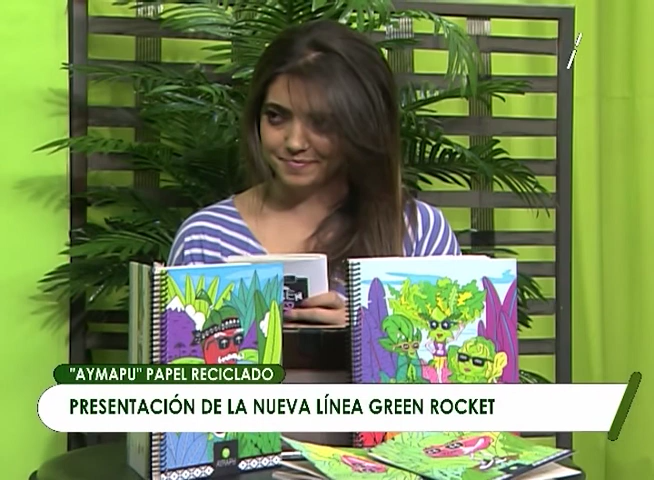 "AYMAPU" PAPEL RECICLADO
PRESENTACIÓN DE LA NUEVA LÍNEA GREEN ROCKET